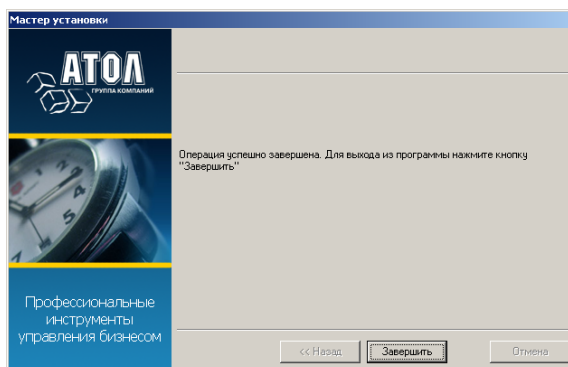 Мастер установки
АТОЛ
ГРУППА КОМПАНИЙ
Операция успешно завершена. Для выхода из программы нажмите кнопку
"Завершить"
Профессиональные
инструменты
управления бизнесом
<< Назад
Завершить
Отмена